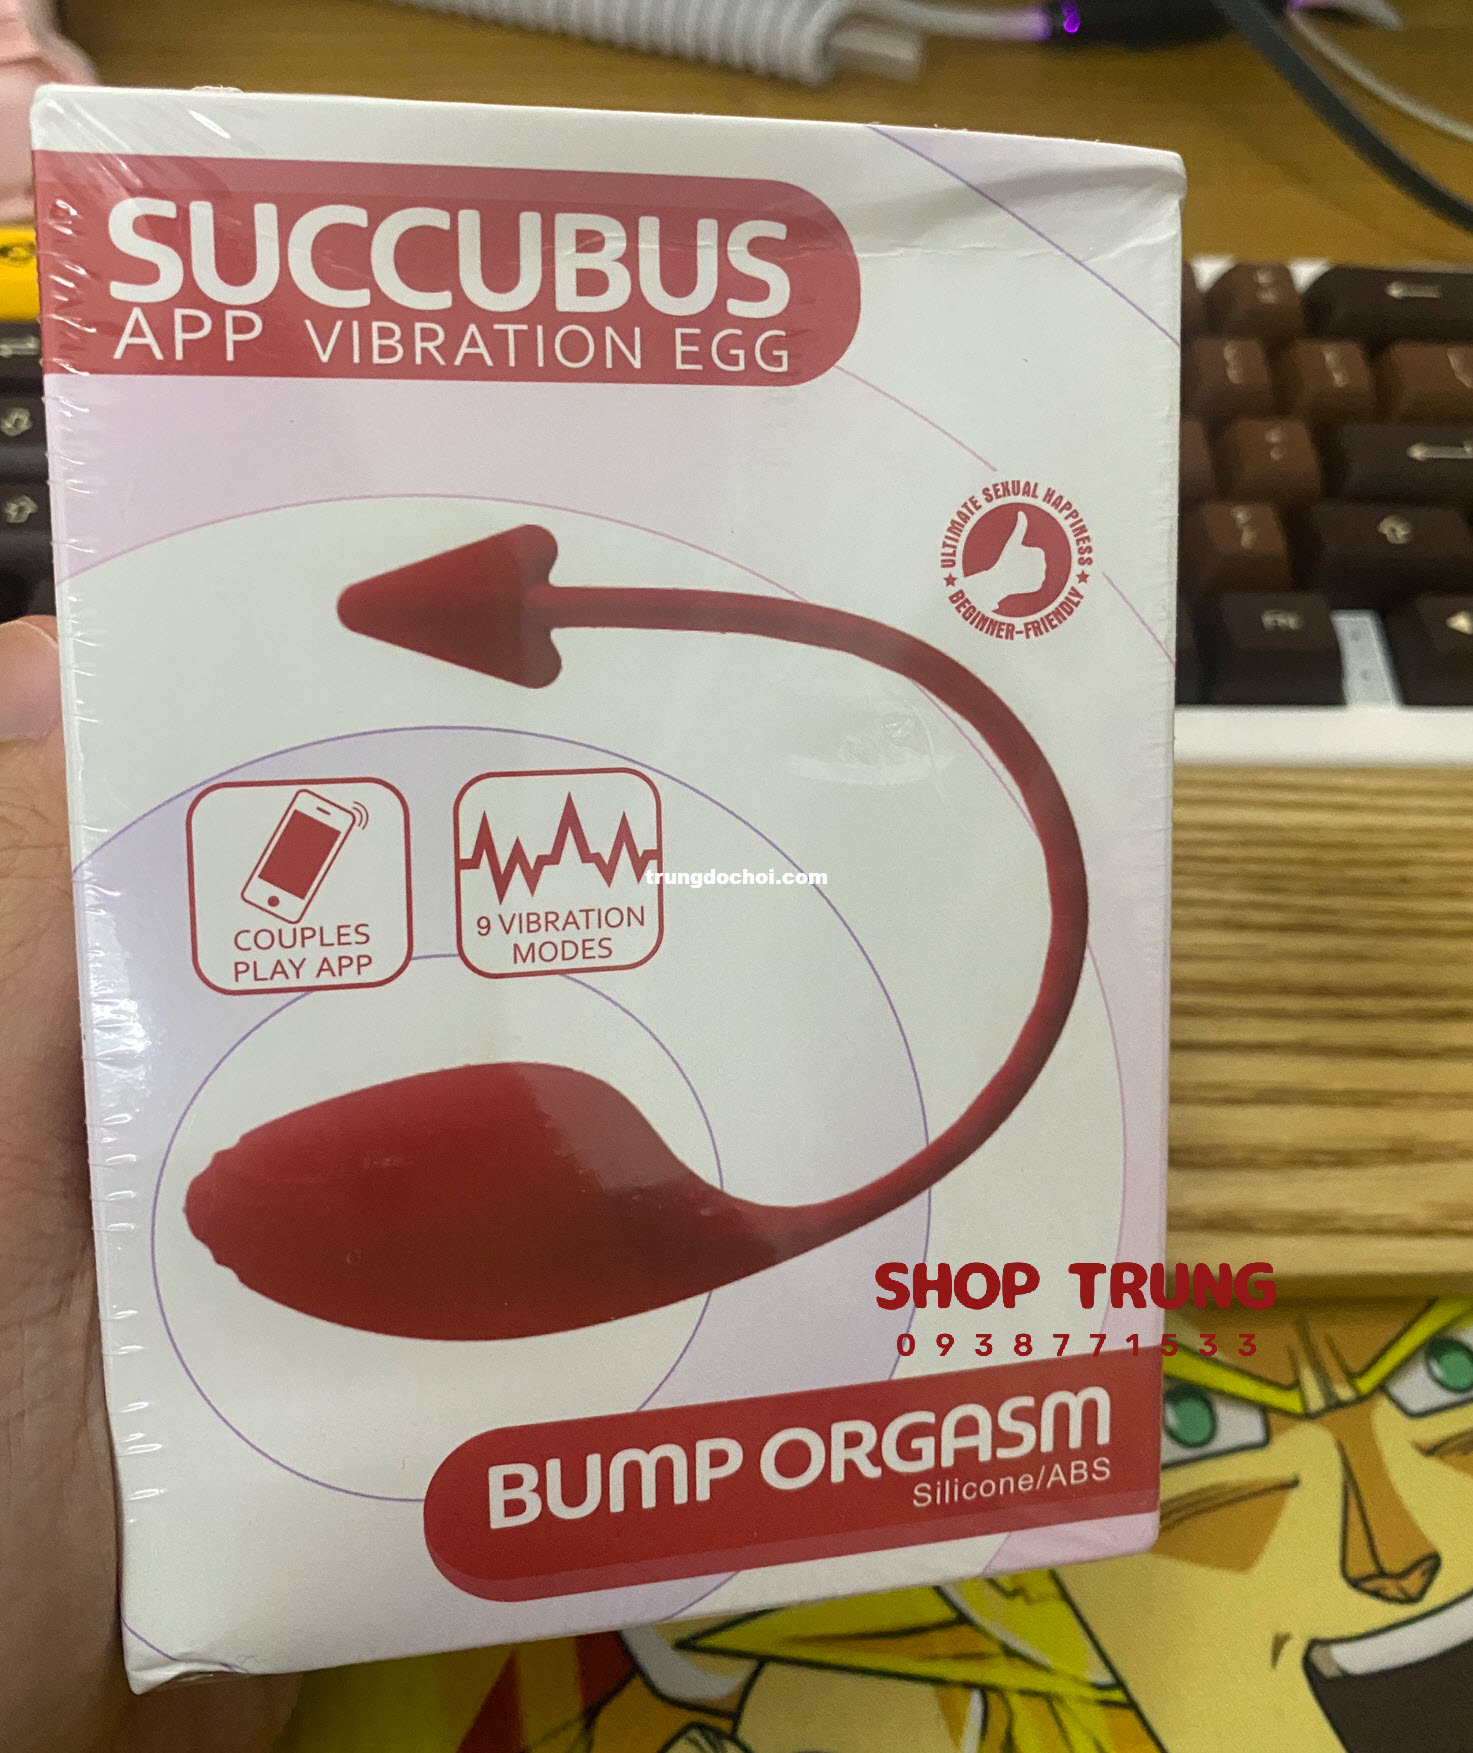 SUCCUBUS
APP VIBRATION EGG
ULTIMATE SEXUAL HAPPINESS
★ BEGINNER-FRIENDLY ★
COUPLES
PLAY APP
9 VIBRATION
MODES
trungdochoi.com
SHOP TRUNG
0938771533
BUMP ORGASM
Silicone/ABS